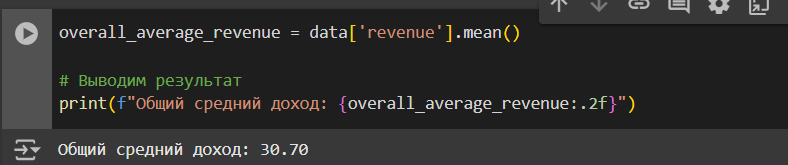 overall_average_revenue = data['revenue'].mean()
# Выводим результат
print(f"Общий средний доход: {overall_average_revenue:.2f}")
Общий средний доход: 30.70